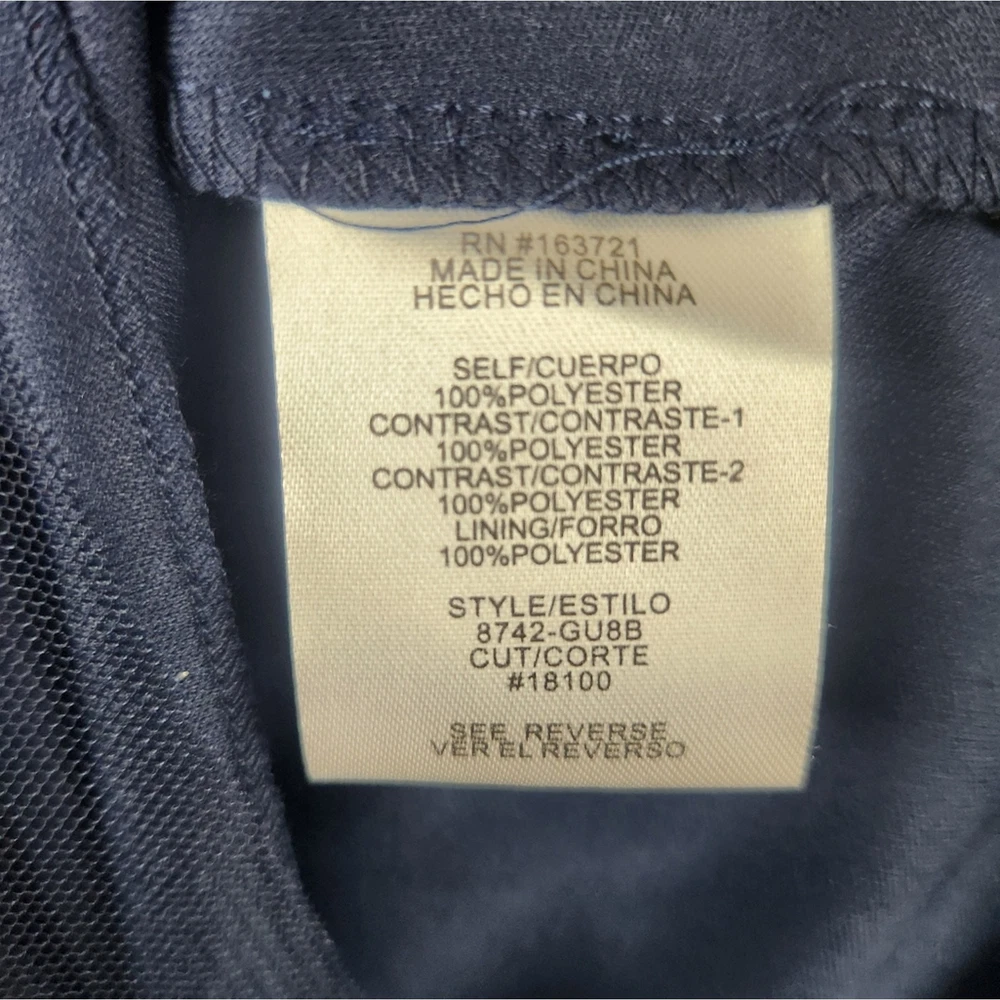 RN #163721
MADE IN CHINA
HECHO EN CHINA
SELF/CUERPO
100%POLYESTER
CONTRAST/CONTRASTE-1
100%POLYESTER
CONTRAST/CONTRASTE-2
100%POLYESTER
LINING/FORRO
100%POLYESTER
STYLE/ESTILO
8742-GU8B
CUT/CORTE
#18100
SEE REVERSE
VER EL REVERSO